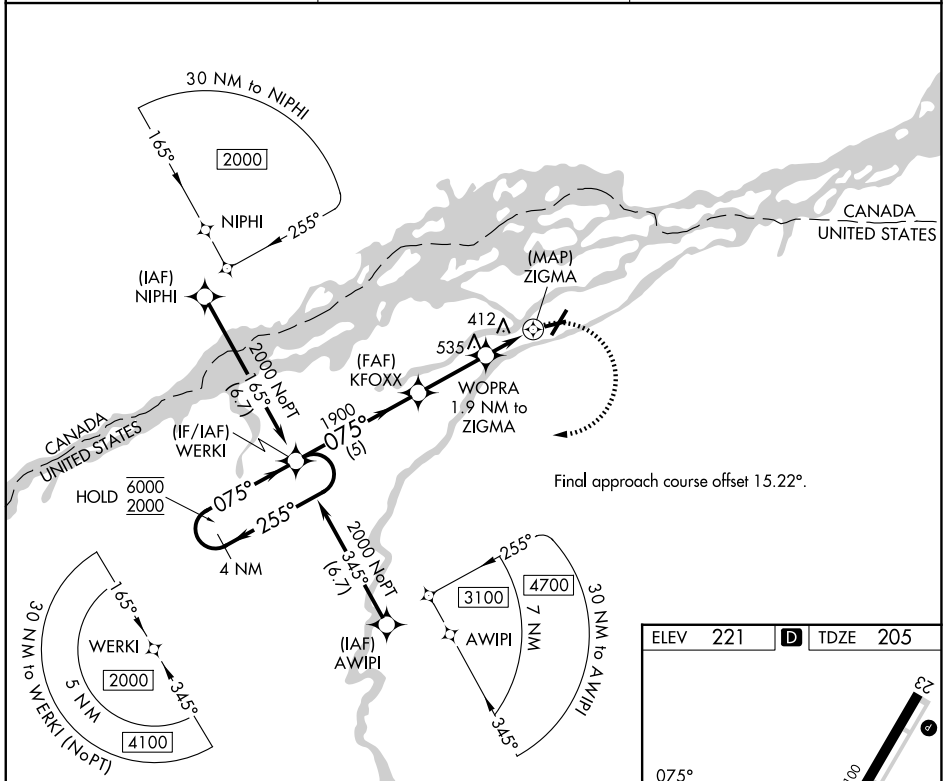 30 NM to NIPHI
165°
2000
NIPHI
255°
CANADA
UNITED STATES
(IAF)
NIPHI
(MAP)
ZIGMA
412
535
2000 NoPT
165°
(6.7)
(FAF)
KFOXX
WOPRA
1.9 NM to
ZIGMA
1900
075°
(5)
(IF/IAF)
WERKI
CANADA
UNITED STATES
HOLD 6000
2000
075°
255°
4 NM
Final approach course offset 15.22°.
2000 NoPT
345°
(6.7)
(IAF)
AWIPI
165°
WERKI
2000
345°
5 NM
4100
30 NM to WERKI (NoPT)
255°
3100
4700
7 NM
AWIPI
345°
30 NM to AWIPI
ELEV 221 D TDZE 205
23
075°